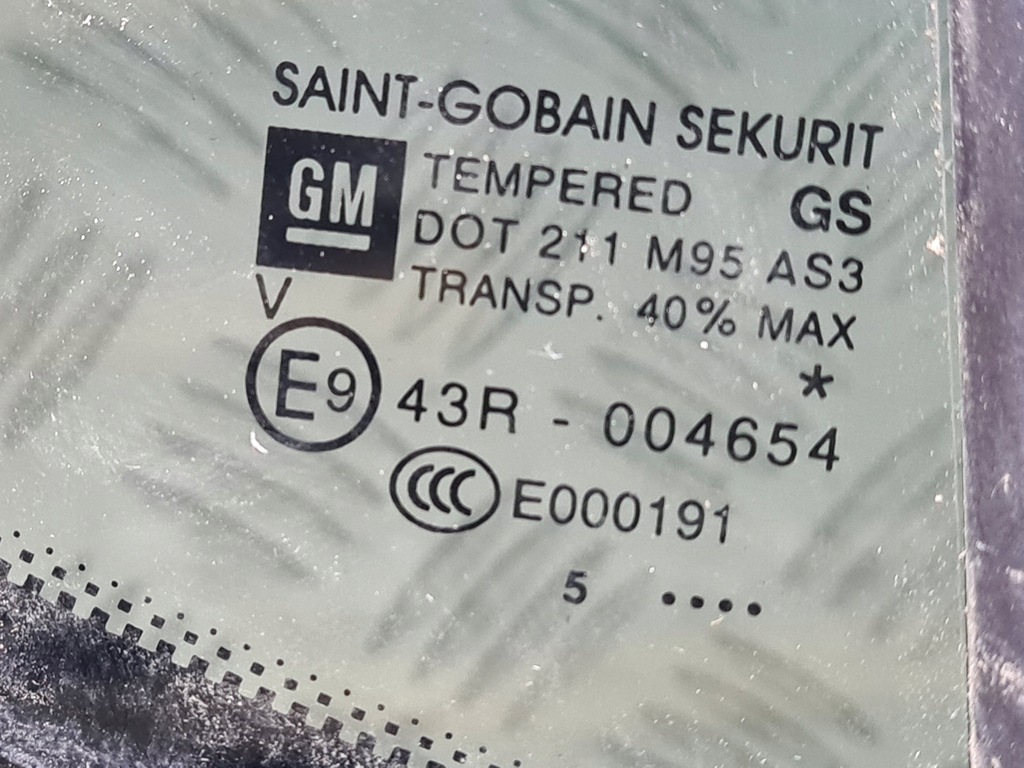 SAINT-GOBAIN SEKURIT
GM TEMPERED GS
DOT 211 M95 AS3
TRANSP. 40% MAX
V
*
E9 43R - 004654
CCC E000191
5 ....